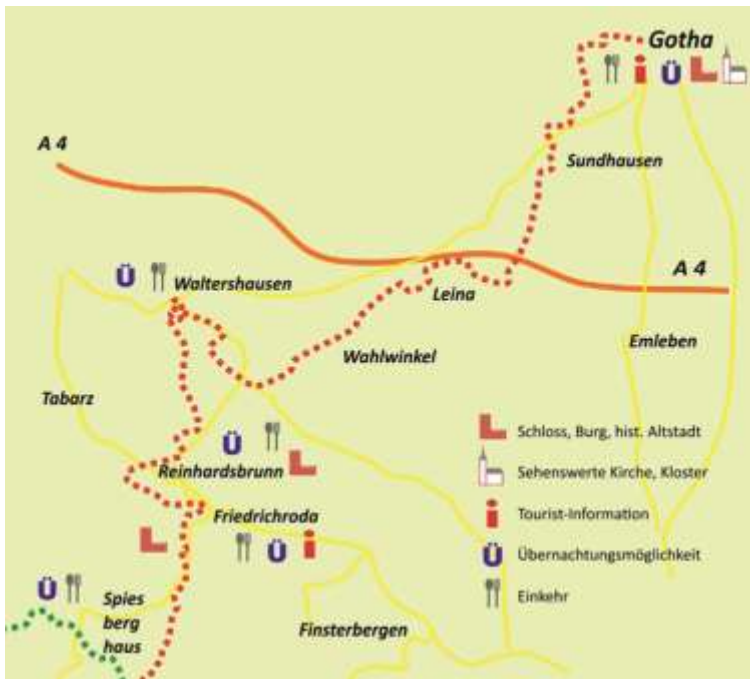 Gotha
Ü
A 4
Sundhausen
Ü
Waltershausen
A 4
Leina
Emleben
Wahlwinkel
Tabarz
Schloss, Burg, hist. Altstadt
Ü
Reinhardsbrunn
Sehenswerte Kirche, Kloster
Friedrichroda
Tourist-Information
Ü
Ü
Übernachtungsmöglichkeit
Ü
Spies
berg
haus
Einkehr
Finsterbergen